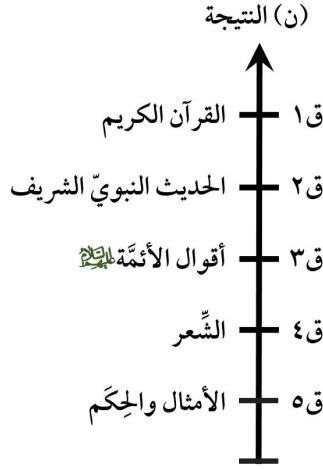 (ن) النتيجة
ق١ القرآن الكريم
ق٢ الحديث النبويّ الشريف
ق٣ أقوال الأئمَّة عليهم السلام
ق٤ الشِّعر
ق٥ الأمثال والحِكَم